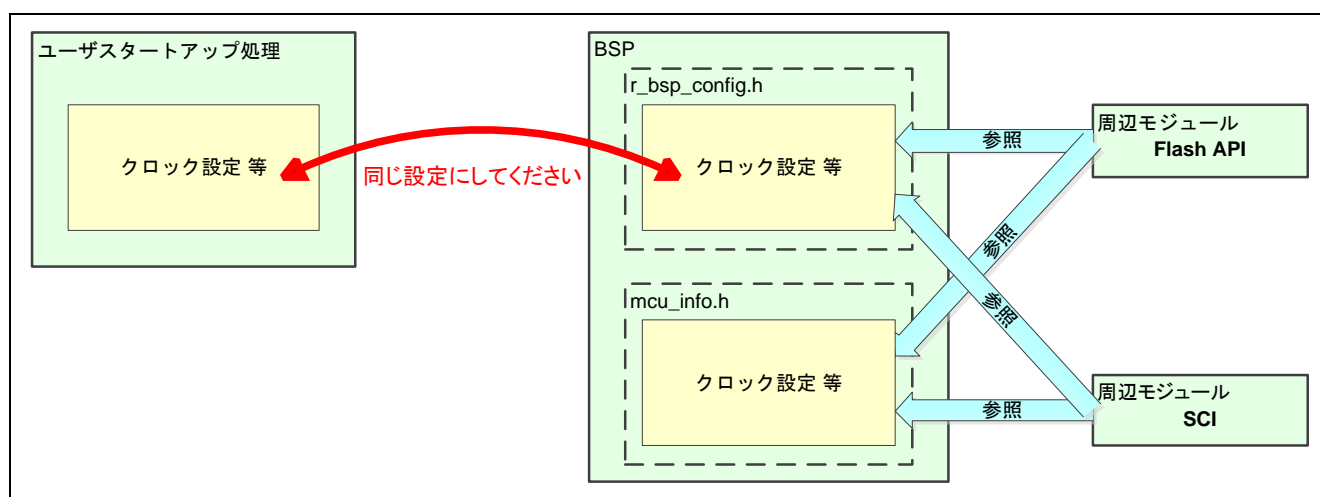 ユーザスタートアップ処理
クロック設定 等
同じ設定にしてください
BSP
r_bsp_config.h
クロック設定 等
mcu_info.h
クロック設定 等
参照
参照
参照
参照
周辺モジュール
Flash API
周辺モジュール
SCI